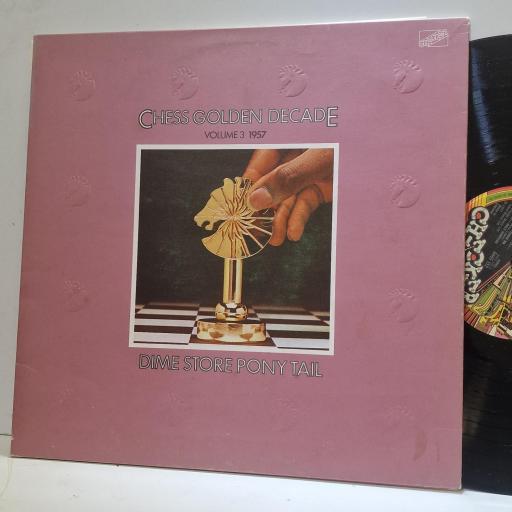 CHESS GOLDEN DECADE
VOLUME 3 1957
DIME STORE PONY TAIL